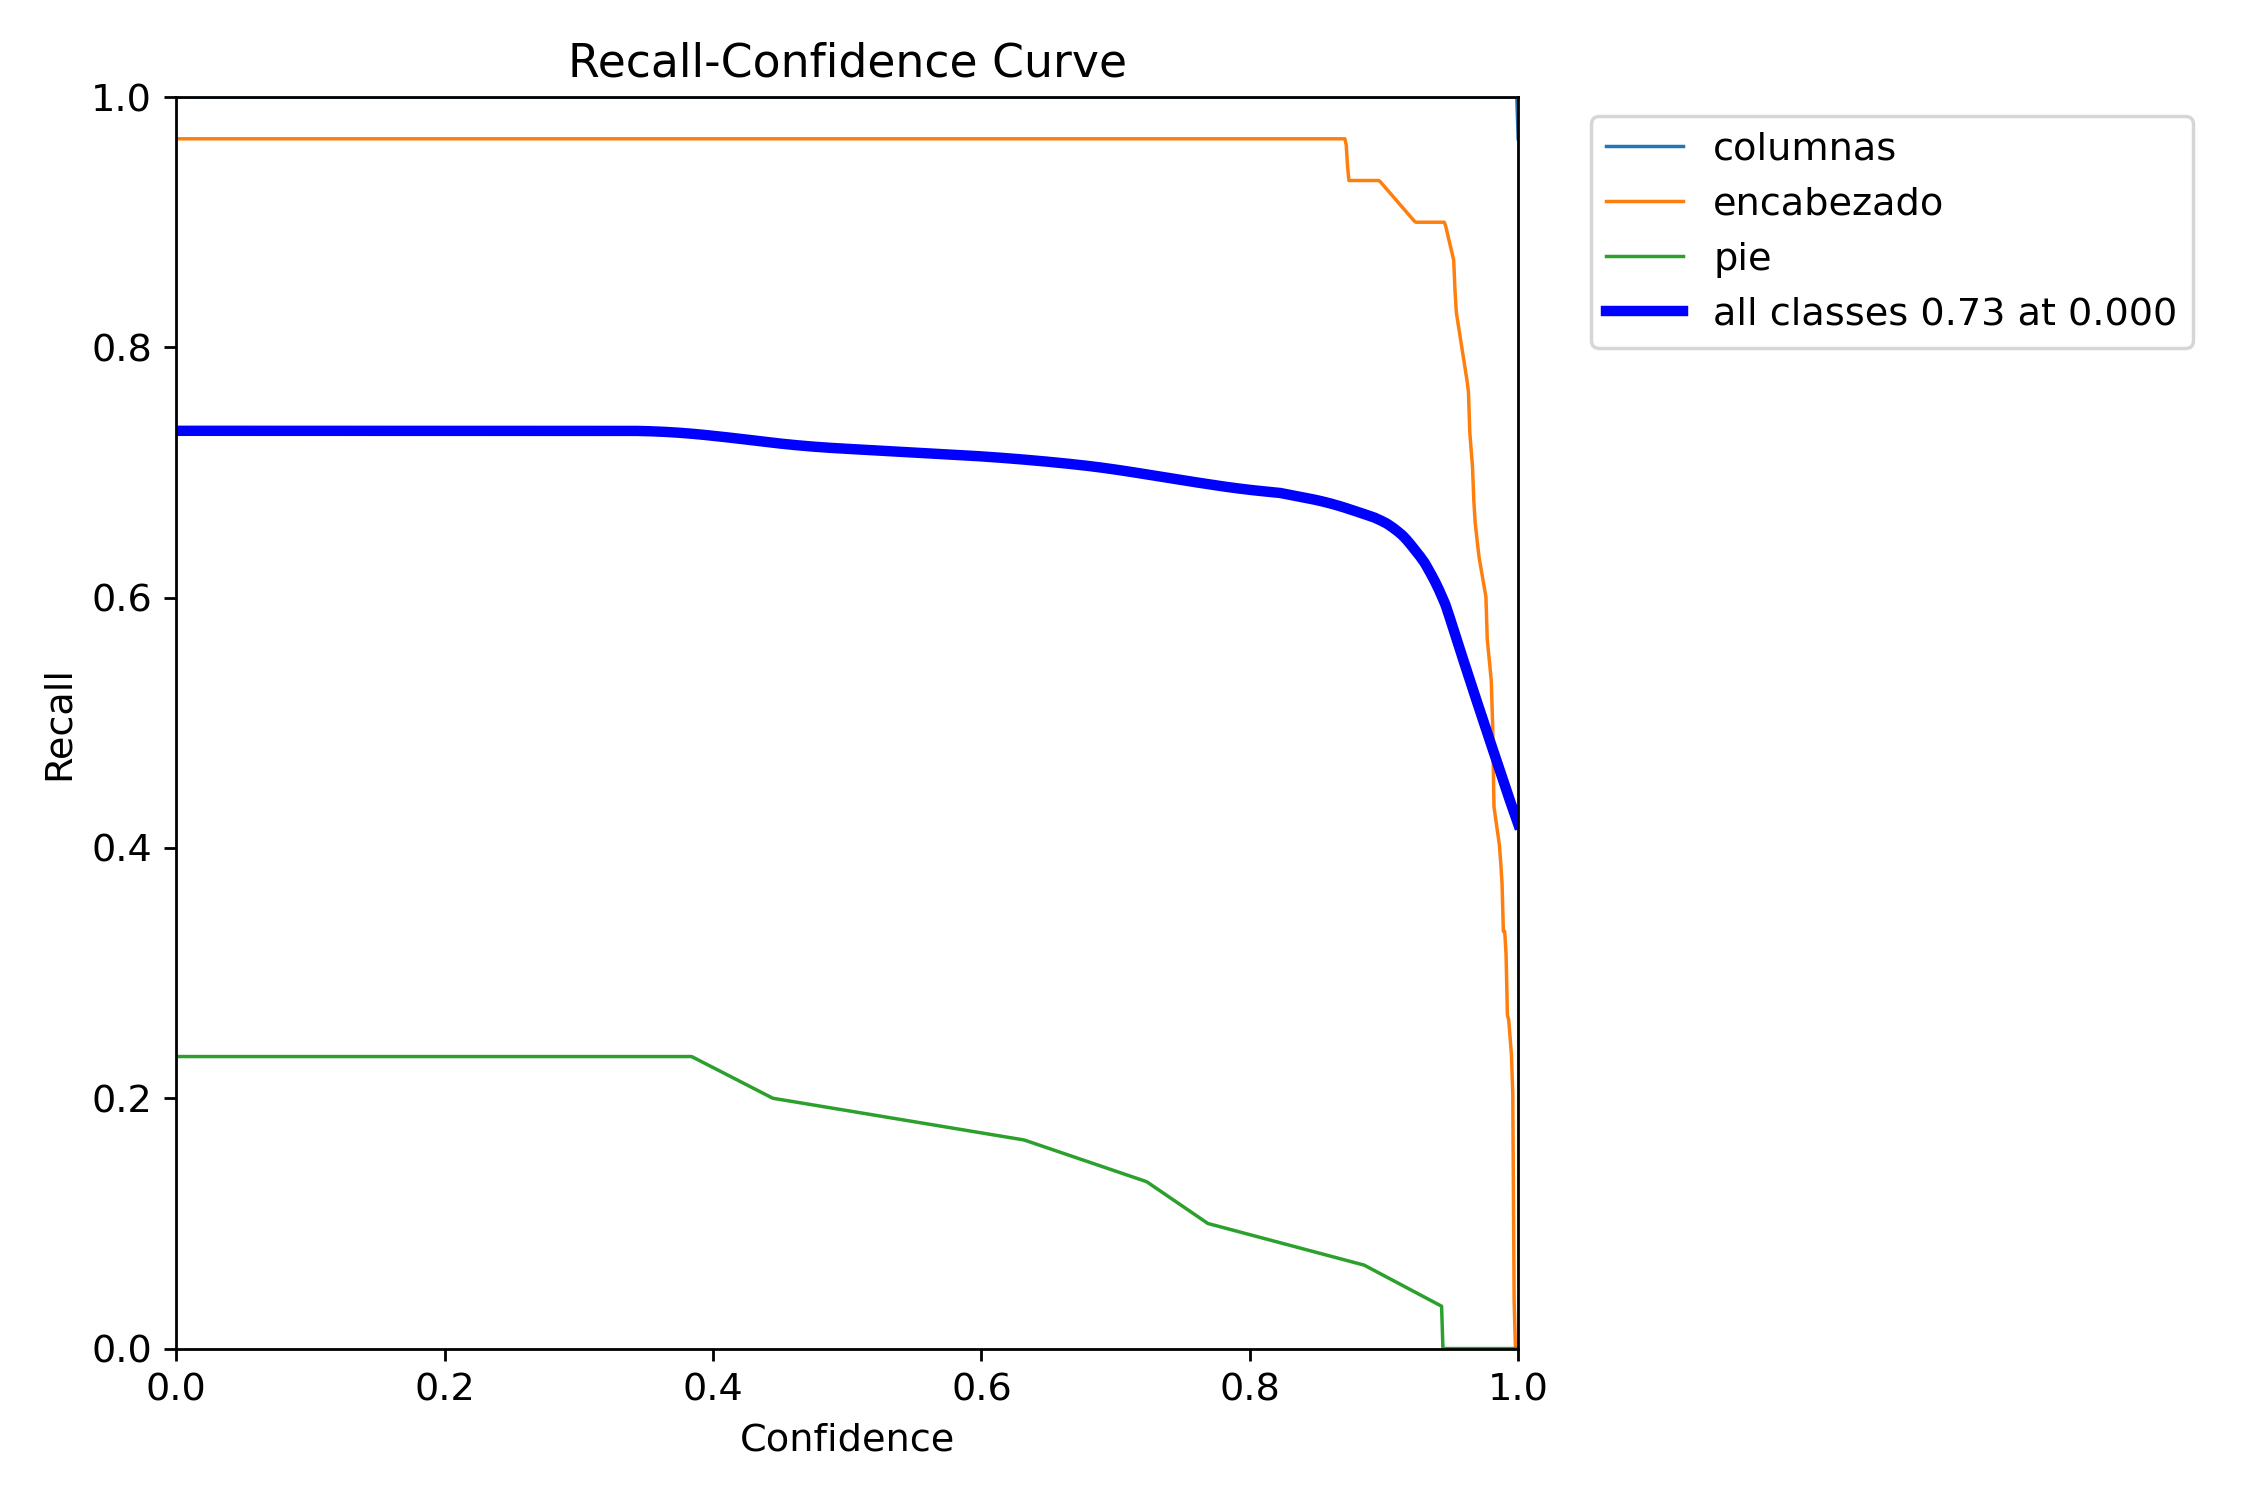 Recall-Confidence Curve
1.0
0.8
0.6
0.4
0.2
0.0
Recall
0.0 0.2 0.4 0.6 0.8 1.0
Confidence
columnas
encabezado
pie
all classes 0.73 at 0.000